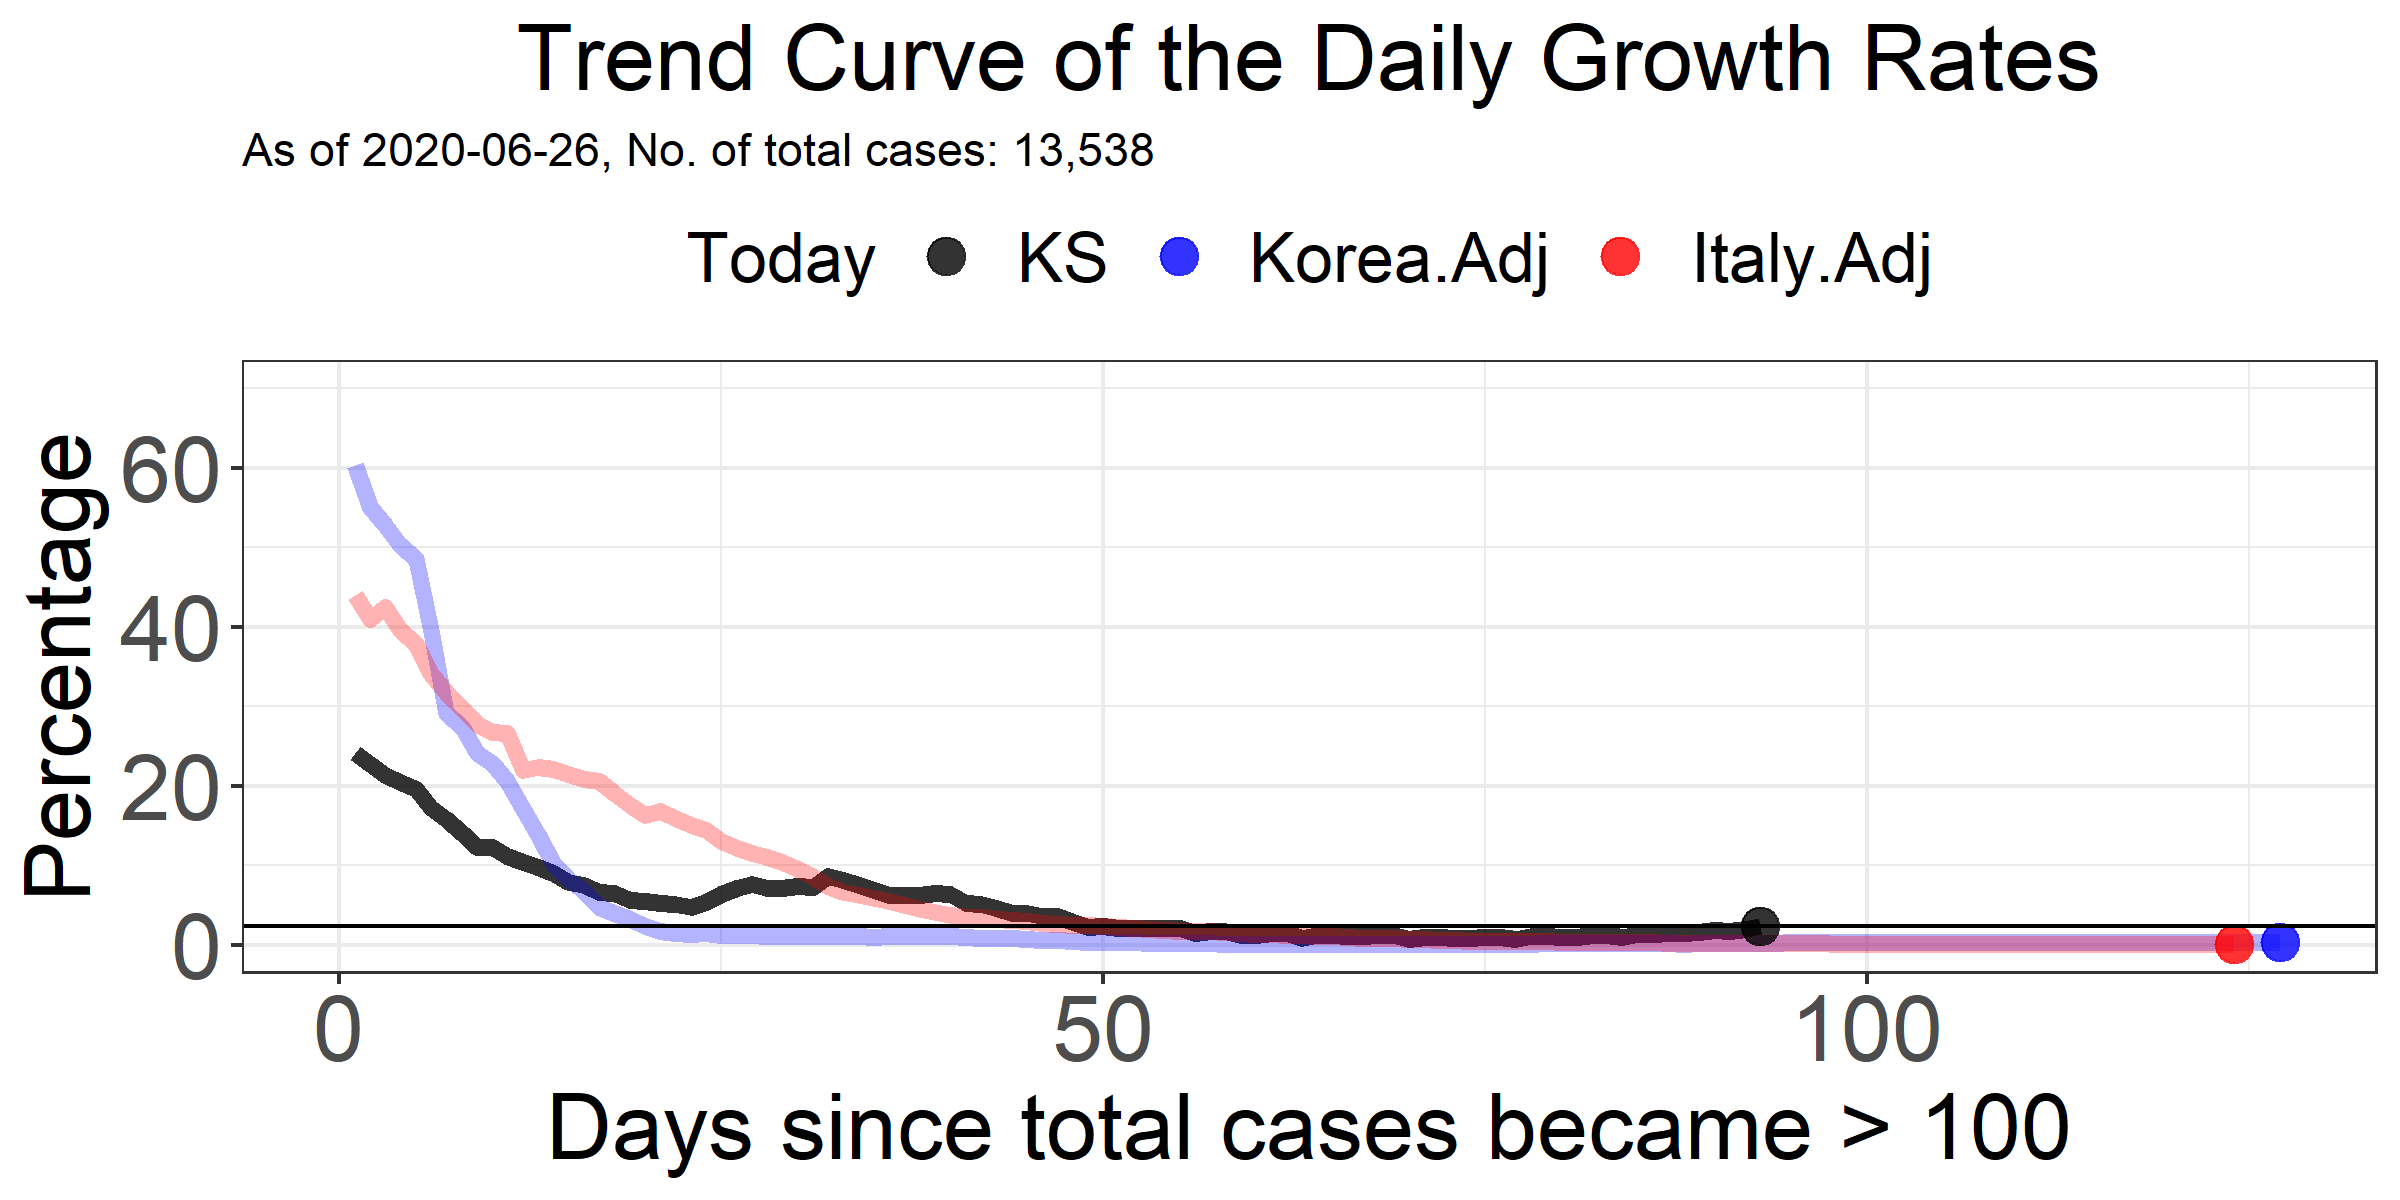 Trend Curve of the Daily Growth Rates
As of 2020-06-26, No. of total cases: 13,538
Today KS Korea.Adj Italy.Adj
Percentage
60
40
20
0
0 50 100
Days since total cases became > 100